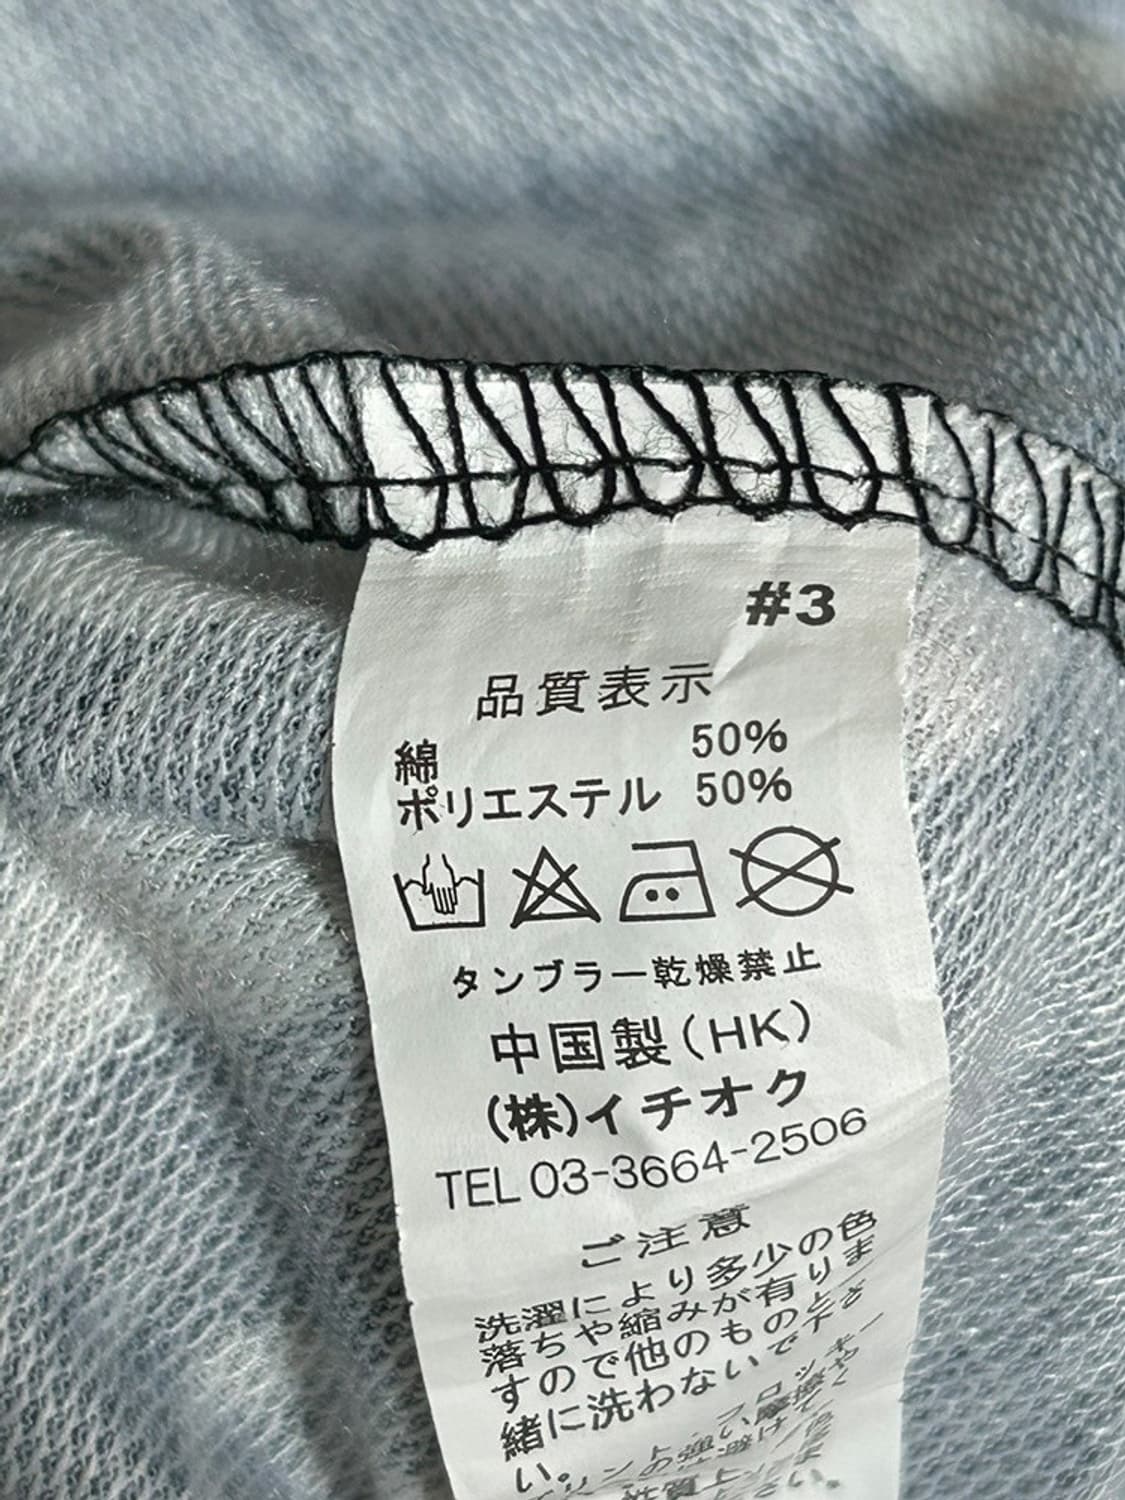 #3
品質表示
綿 50%
ポリエステル 50%
タンブラー乾燥禁止
中国製(HK)
(株)イチオク
TEL 03-3664-2506
ご注意
洗濯により多少の色
落ちや縮みが有りま
すので他のものと一
緒に洗わないで下さ
い。